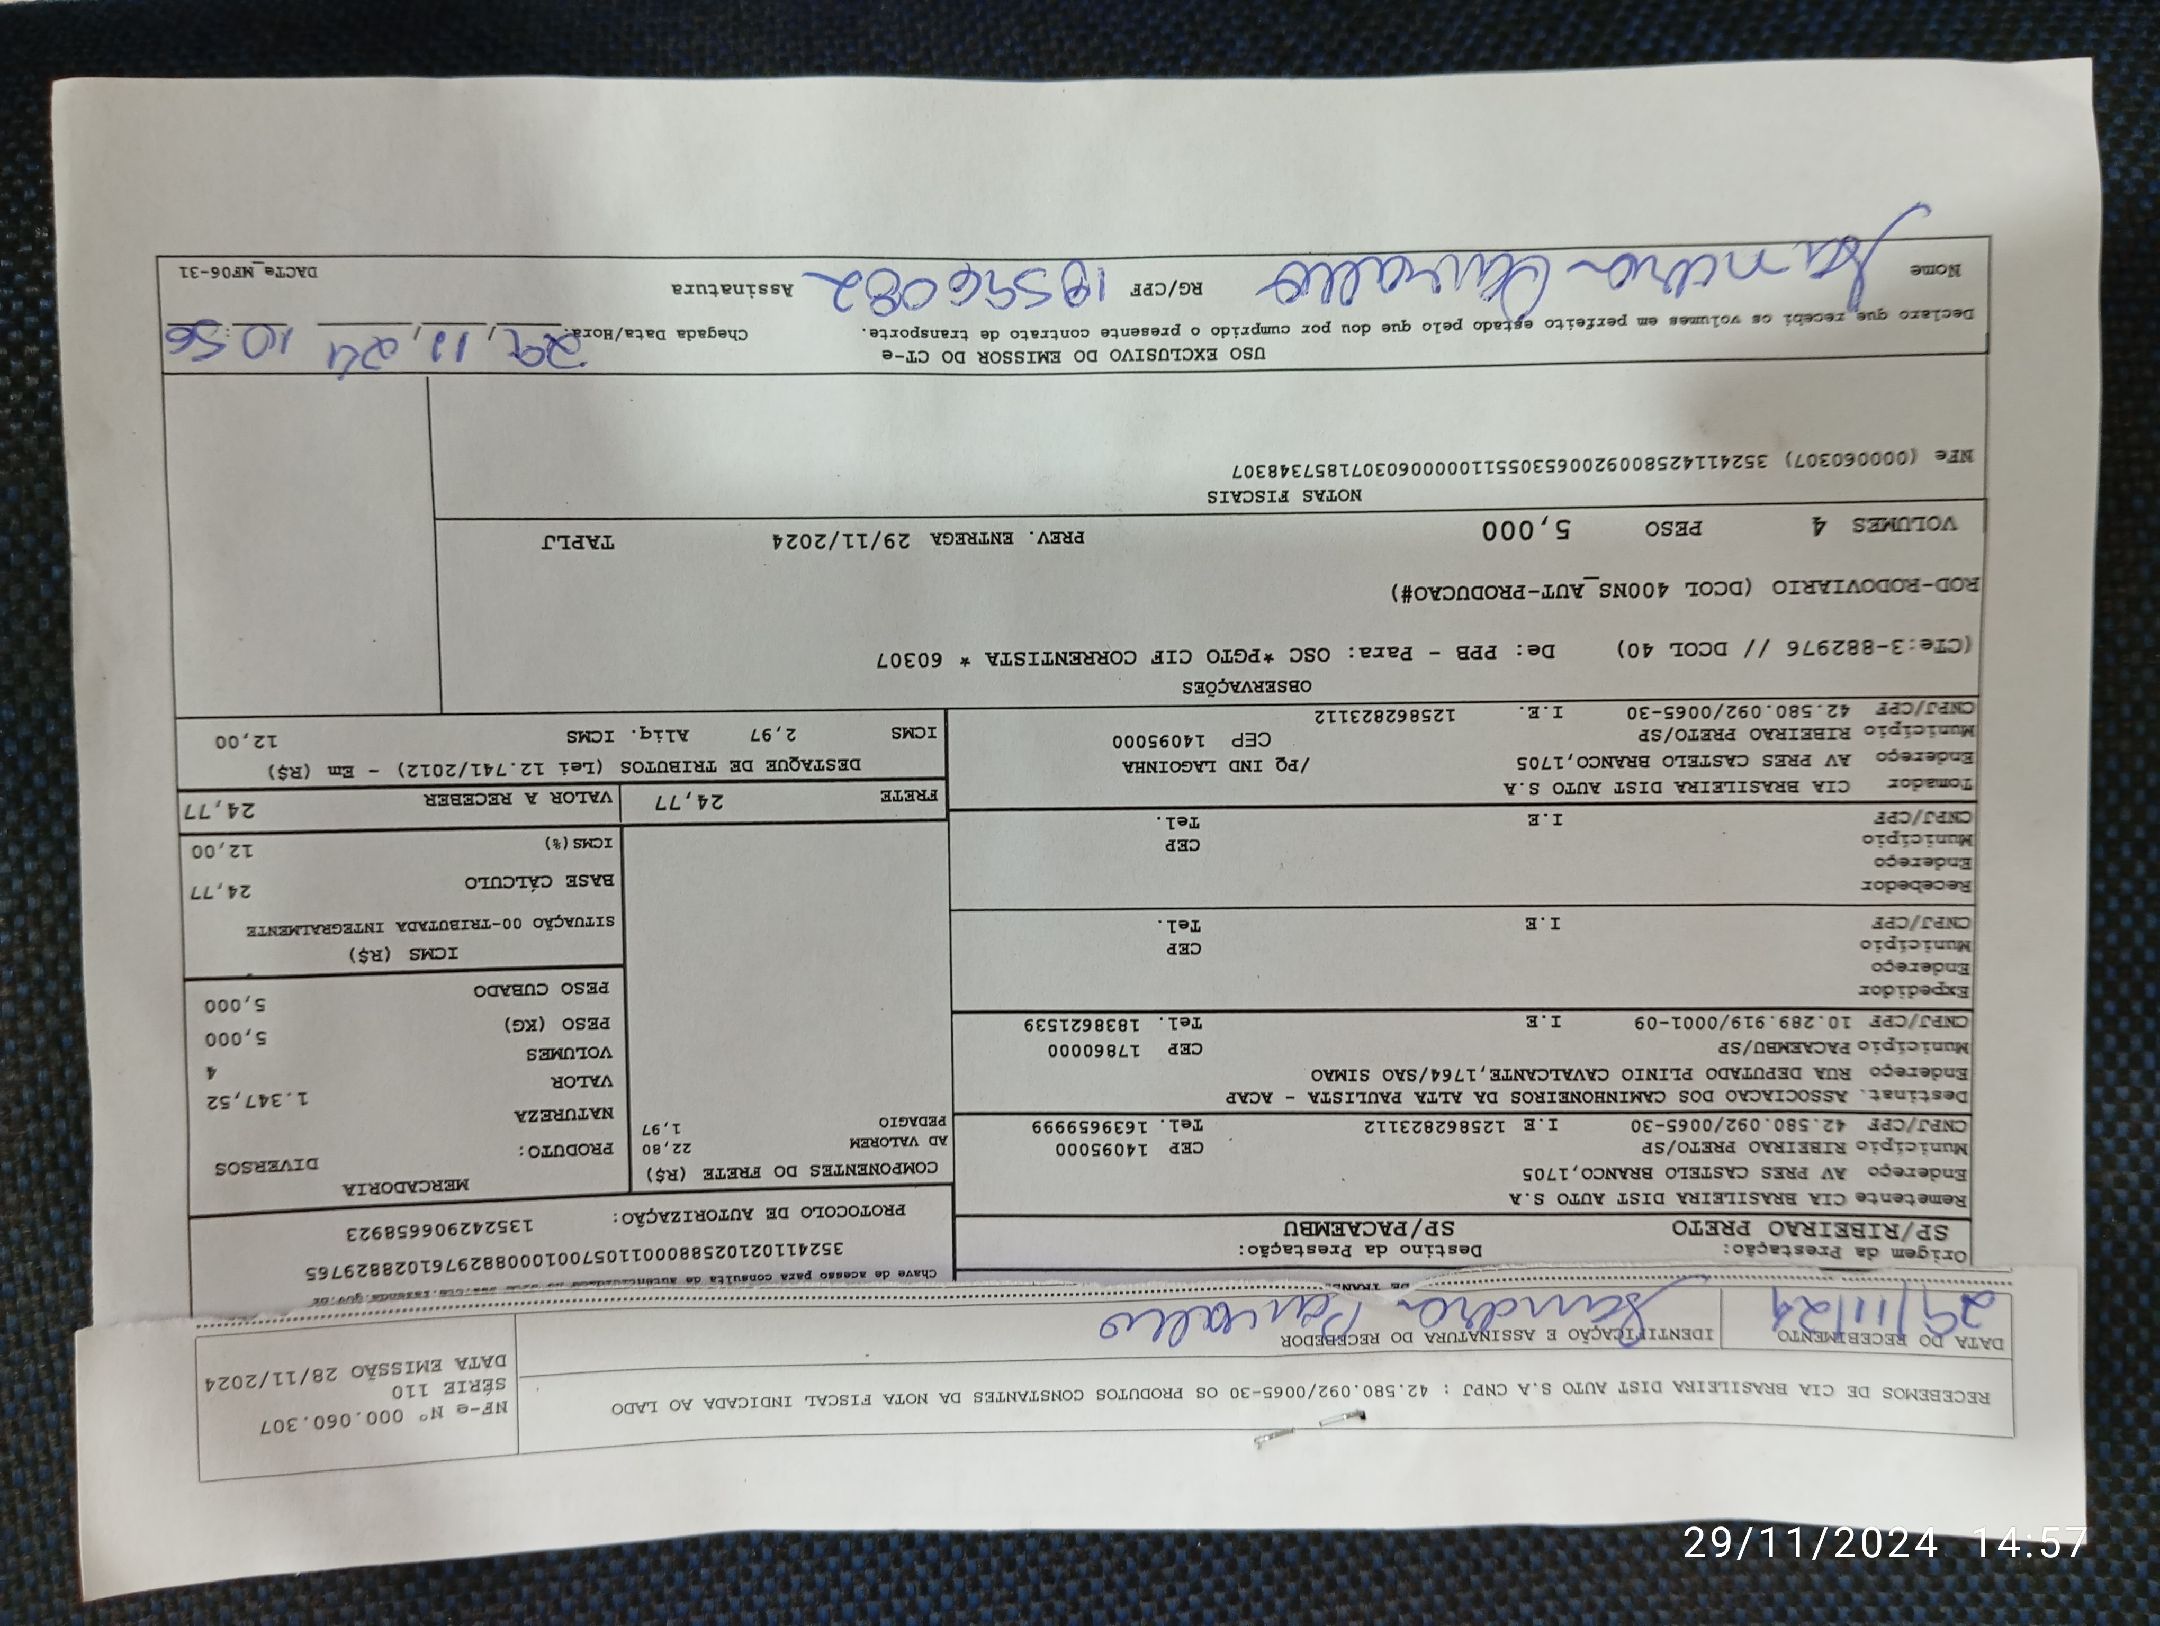 RECEBEMOS DE CIA BRASILEIRA DIST AUTO S.A CNPJ : 42.580.092/0065-30 OS PRODUTOS CONSTANTES DA NOTA FISCAL INDICADA AO LADO
NF-e Nº 000.060.307
SÉRIE 110
DATA EMISSÃO 28/11/2024
DATA DO RECEBIMENTO
29/11/24
IDENTIFICAÇÃO E ASSINATURA DO RECEBEDOR
Sandra Carvalho
Chave de acesso para consulta de autenticidade
35241102102588000110570010008829761028829765
PROTOCOLO DE AUTORIZAÇÃO: 135242906658923
Origem da Prestação: Destino da Prestação:
SP/RIBEIRAO PRETO SP/PACAEMBU
Remetente CIA BRASILEIRA DIST AUTO S.A
Endereço AV PRES CASTELO BRANCO,1705
Município RIBEIRAO PRETO/SP CEP 14095000
CNPJ/CPF 42.580.092/0065-30 I.E 125862823112 Tel. 1639659999
Destinat. ASSOCIACAO DOS CAMINHONEIROS DA ALTA PAULISTA - ACAP
Endereço RUA DEPUTADO PLINIO CAVALCANTE,1764/SAO SIMAO
Município PACAEMBU/SP CEP 17860000
CNPJ/CPF 10.289.919/0001-09 I.E Tel. 1838621539
Expedidor
Endereço
Município CEP
CNPJ/CPF I.E Tel.
Recebedor
Endereço
Município CEP
CNPJ/CPF I.E Tel.
Tomador CIA BRASILEIRA DIST AUTO S.A
Endereço AV PRES CASTELO BRANCO,1705 /PQ IND LAGOINHA
Município RIBEIRAO PRETO/SP CEP 14095000
CNPJ/CPF 42.580.092/0065-30 I.E. 125862823112
COMPONENTES DO FRETE (R$)
AD VALOREM 22,80
PEDAGIO 1,97
MERCADORIA
PRODUTO: DIVERSOS
NATUREZA
VALOR 1.347,52
VOLUMES 4
PESO (KG) 5,000
PESO CUBADO 5,000
ICMS (R$)
SITUAÇÃO 00-TRIBUTADA INTEGRALMENTE
BASE CÁLCULO 24,77
ICMS(%) 12,00
FRETE 24,77 VALOR A RECEBER 24,77
DESTAQUE DE TRIBUTOS (Lei 12.741/2012) - Em (R$)
ICMS 2,97 Aliq. ICMS 12,00
OBSERVAÇÕES
(CTe:3-882976 // DCOL 40) De: PPB - Para: OSC *PGTO CIF CORRENTISTA * 60307
ROD-RODOVIARIO (DCOL 400NS_AUT-PRODUCAO#)
VOLUMES 4 PESO 5,000 PREV. ENTREGA 29/11/2024 TAPLJ
NOTAS FISCAIS
NFe (000060307) 35241142580092006530551100000603071857348307
USO EXCLUSIVO DO EMISSOR DO CT-e
Declaro que recebi os volumes em perfeito estado pelo que dou por cumprido o presente contrato de transporte. Chegada Data/Hora: 29, 11, 24 10:56
Nome Sandra Carvalho RG/CPF 18596082 Assinatura DACTe_MF06-31
29/11/2024 14:57